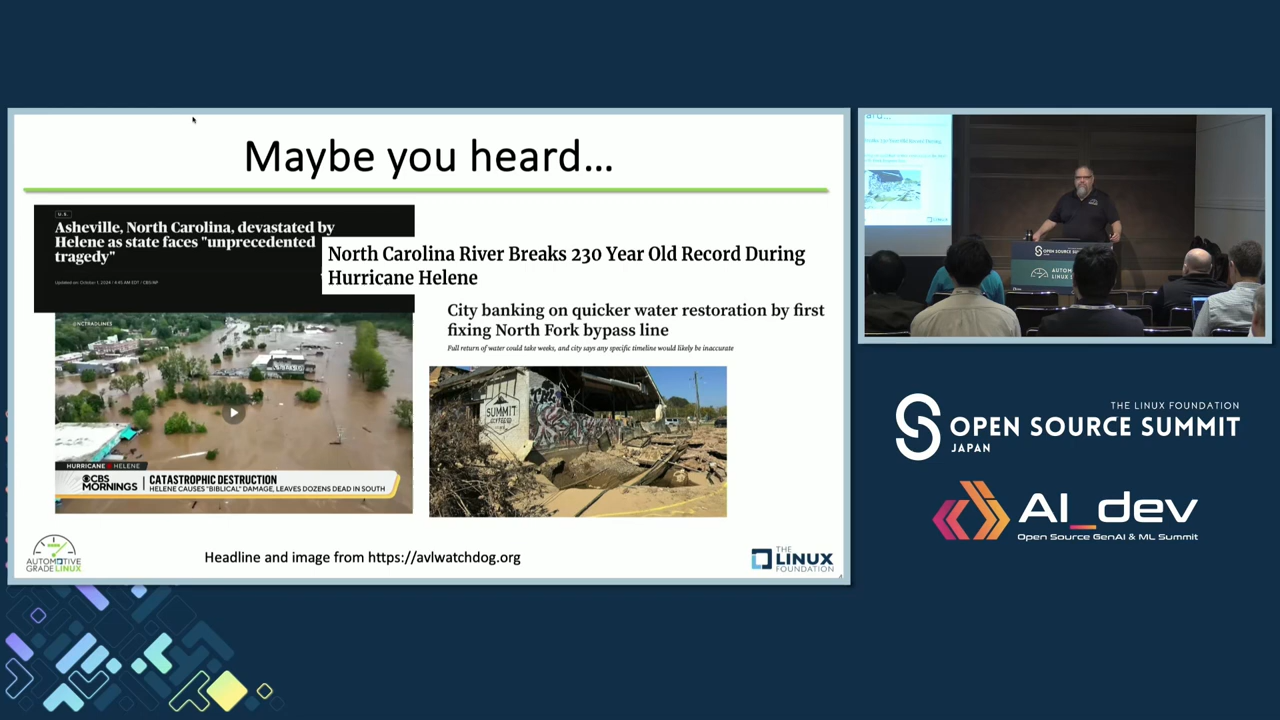 Maybe you heard...
U.S.
Asheville, North Carolina, devastated by
Helene as state faces "unprecedented
tragedy"
Updated on: October 1, 2024 / 4:45 AM EDT / CBS/AP
North Carolina River Breaks 230 Year Old Record During
Hurricane Helene
City banking on quicker water restoration by first
fixing North Fork bypass line
Full return of water could take weeks, and city says any specific timeline would likely be inaccurate
@NCTRADLINES
HURRICANE HELENE
CBS
MORNINGS
CATASTROPHIC DESTRUCTION
HELENE CAUSES "BIBLICAL" DAMAGE, LEAVES DOZENS DEAD IN SOUTH
SUMMIT
AUTOMOTIVE
GRADE LINUX
Headline and image from https://avlwatchdog.org
THE
LINUX
FOUNDATION
THE LINUX FOUNDATION
OPEN SOURCE SUMMIT
JAPAN
AI_dev
Open Source GenAI & ML Summit